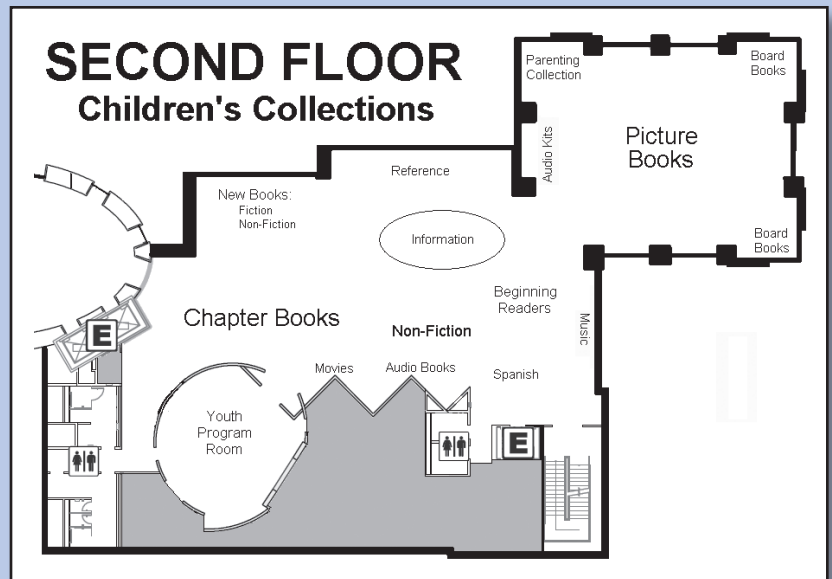 SECOND FLOOR
Children's Collections
Parenting
Collection
Board
Books
Audio Kits
Picture
Books
Reference
New Books:
Fiction
Non-Fiction
Information
Board
Books
Beginning
Readers
Music
E
Chapter Books
Non-Fiction
Movies
Audio Books
Spanish
Youth
Program
Room
E